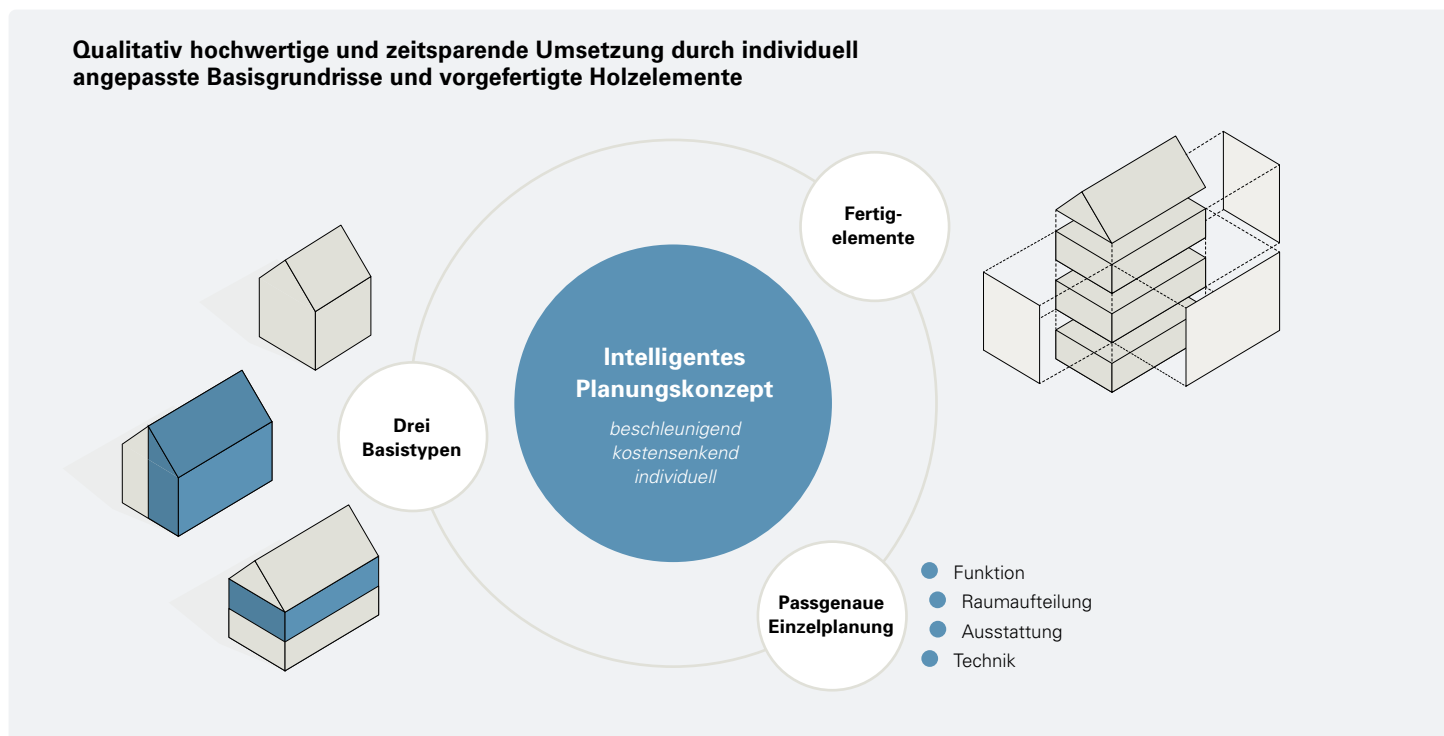 Qualitativ hochwertige und zeitsparende Umsetzung durch individuell
angepasste Basisgrundrisse und vorgefertigte Holzelemente
Fertig-
elemente
Intelligentes
Planungskonzept
beschleunigend
kostensenkend
individuell
Drei
Basistypen
Passgenaue
Einzelplanung
Funktion
Raumaufteilung
Ausstattung
Technik